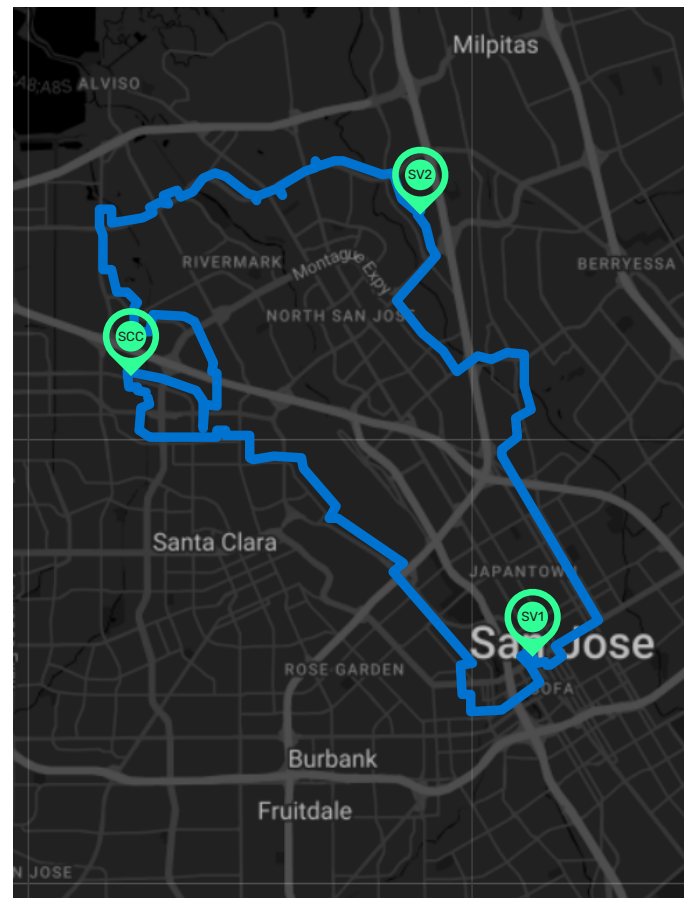 Milpitas
ALVISO
SV2
RIVERMARK
Montague Expy
BERRYESSA
NORTH SAN JOSE
SCC
Santa Clara
JAPANTOWN
SV1
San Jose
ROSE GARDEN
SOFA
Burbank
Fruitdale
N JOSE